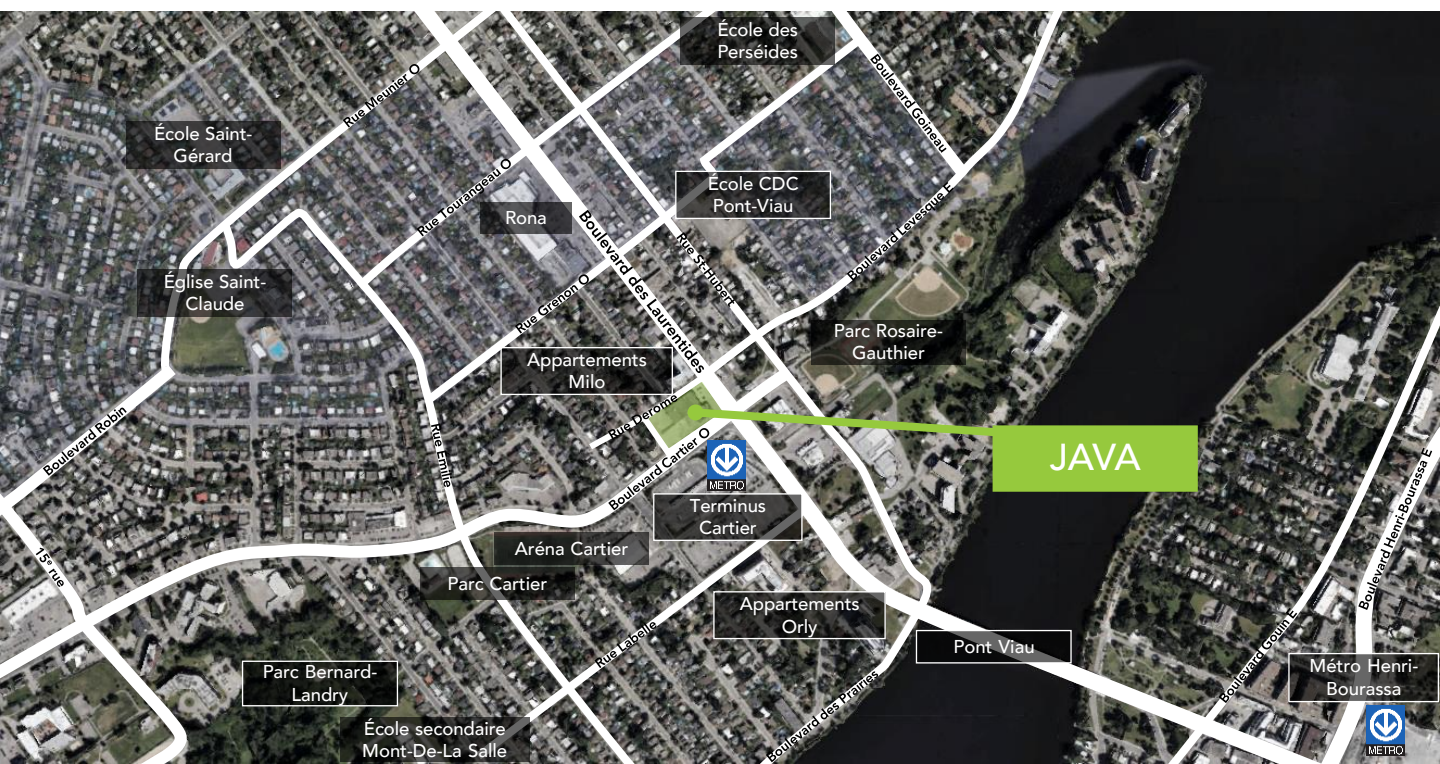 École des
Perséides
Boulevard Goineau
Rue Meunier O
École Saint-
Gérard
Rue Tourangeau O
Rona
École CDC
Pont-Viau
Boulevard des Laurentides
Rue St-Hubert
Boulevard Levesque E
Église Saint-
Claude
Rue Grenon O
Parc Rosaire-
Gauthier
Appartements
Milo
Rue Derome
Boulevard Robin
Rue Emilie
Boulevard Cartier O
JAVA
METRO
Terminus
Cartier
15e rue
Aréna Cartier
Parc Cartier
Appartements
Orly
Rue Labelle
Pont Viau
Boulevard Gouin E
Boulevard Henri-Bourassa E
Parc Bernard-
Landry
Métro Henri-
Bourassa
METRO
École secondaire
Mont-De-La Salle
Boulevard des Prairies